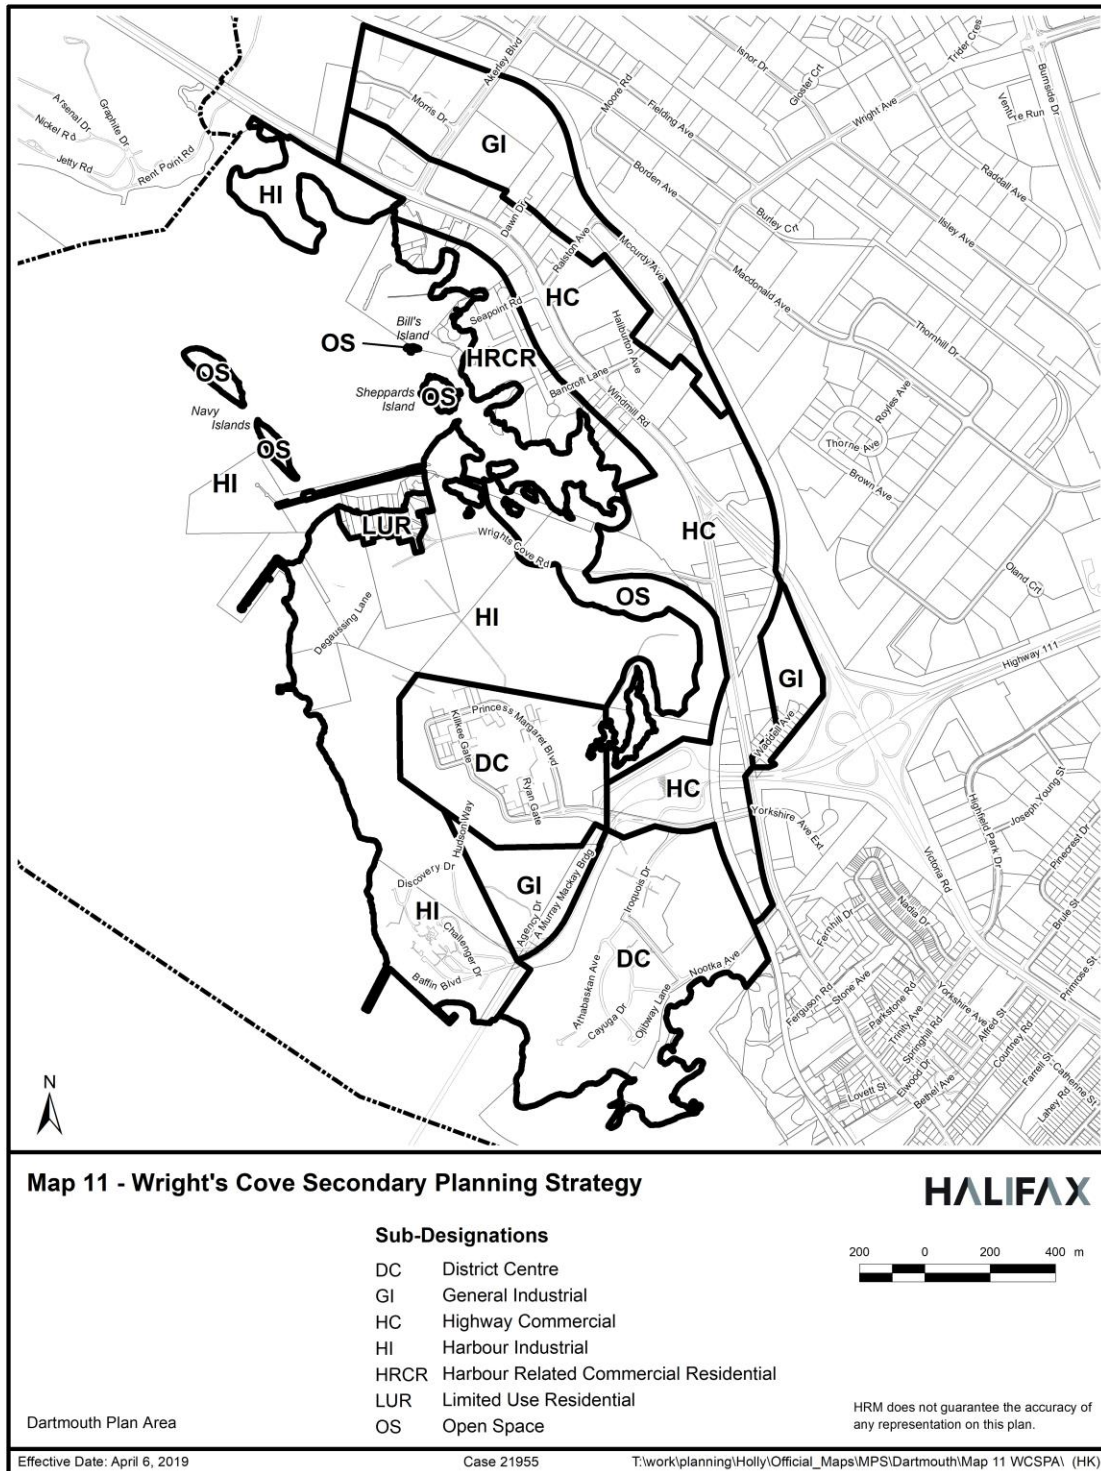 Isnor Dr
Trider Cres
Akerley Blvd
Gloster Crt
Burnside Dr
Moore Rd
Fielding Ave
Wright Ave
Morris Dr
Arsenal Dr
Graphite Dr
Nickel Rd
Jetty Rd
Rent Point Rd
GI
Borden Ave
Raddall Ave
HI
Dawn Dr
Burley Crt
Ilsley Ave
Ralston Ave
Mccurdy Ave
HC
Macdonald Ave
Seapoint Rd
Bill's
Island
OS
HRCR
Haliburton Ave
Thornhill Dr
Bancroft Lane
OS
Sheppards
Island
OS
Windmill Rd
Royles Ave
Navy
Islands
OS
Thorne Ave
Brown Ave
HI
LUR
Wrights Cove Rd
HC
Oland Crt
OS
Degaussing Lane
HI
Highway 111
GI
Princess Margaret Blvd
Killkee Gate
Waddell Ave
DC
HC
Ryan Gate
Hudson Way
Yorkshire Ave Ext
Highfield Park Dr
Joseph Young St
Pinecrest Dr
Victoria Rd
Discovery Dr
GI
A Murray Mackay Brdg
Iroquois Dr
Brule St
HI
Agency Dr
Challenger Dr
Fernhill Dr
Nadia Dr
Baffin Blvd
DC
Nootka Ave
Primrose St
Athabaskan Ave
Cayuga Dr
Ojibway Lane
Ferguson Rd
Stone Ave
Parkstone Rd
Trinity Ave
Springhill Rd
Yorkshire Ave
Alfred St
Courtney Rd
Farrell St
Catherine St
Lovett St
Elwood Dr
Bethel Ave
Lahey Rd
N
Map 11 - Wright's Cove Secondary Planning Strategy
HALIFAX
Sub-Designations
DC District Centre
GI General Industrial
HC Highway Commercial
HI Harbour Industrial
HRCR Harbour Related Commercial Residential
LUR Limited Use Residential
OS Open Space
200 0 200 400 m
Dartmouth Plan Area
HRM does not guarantee the accuracy of
any representation on this plan.
Effective Date: April 6, 2019
Case 21955
T:\work\planning\Holly\Official_Maps\MPS\Dartmouth\Map 11 WCSPA\ (HK)